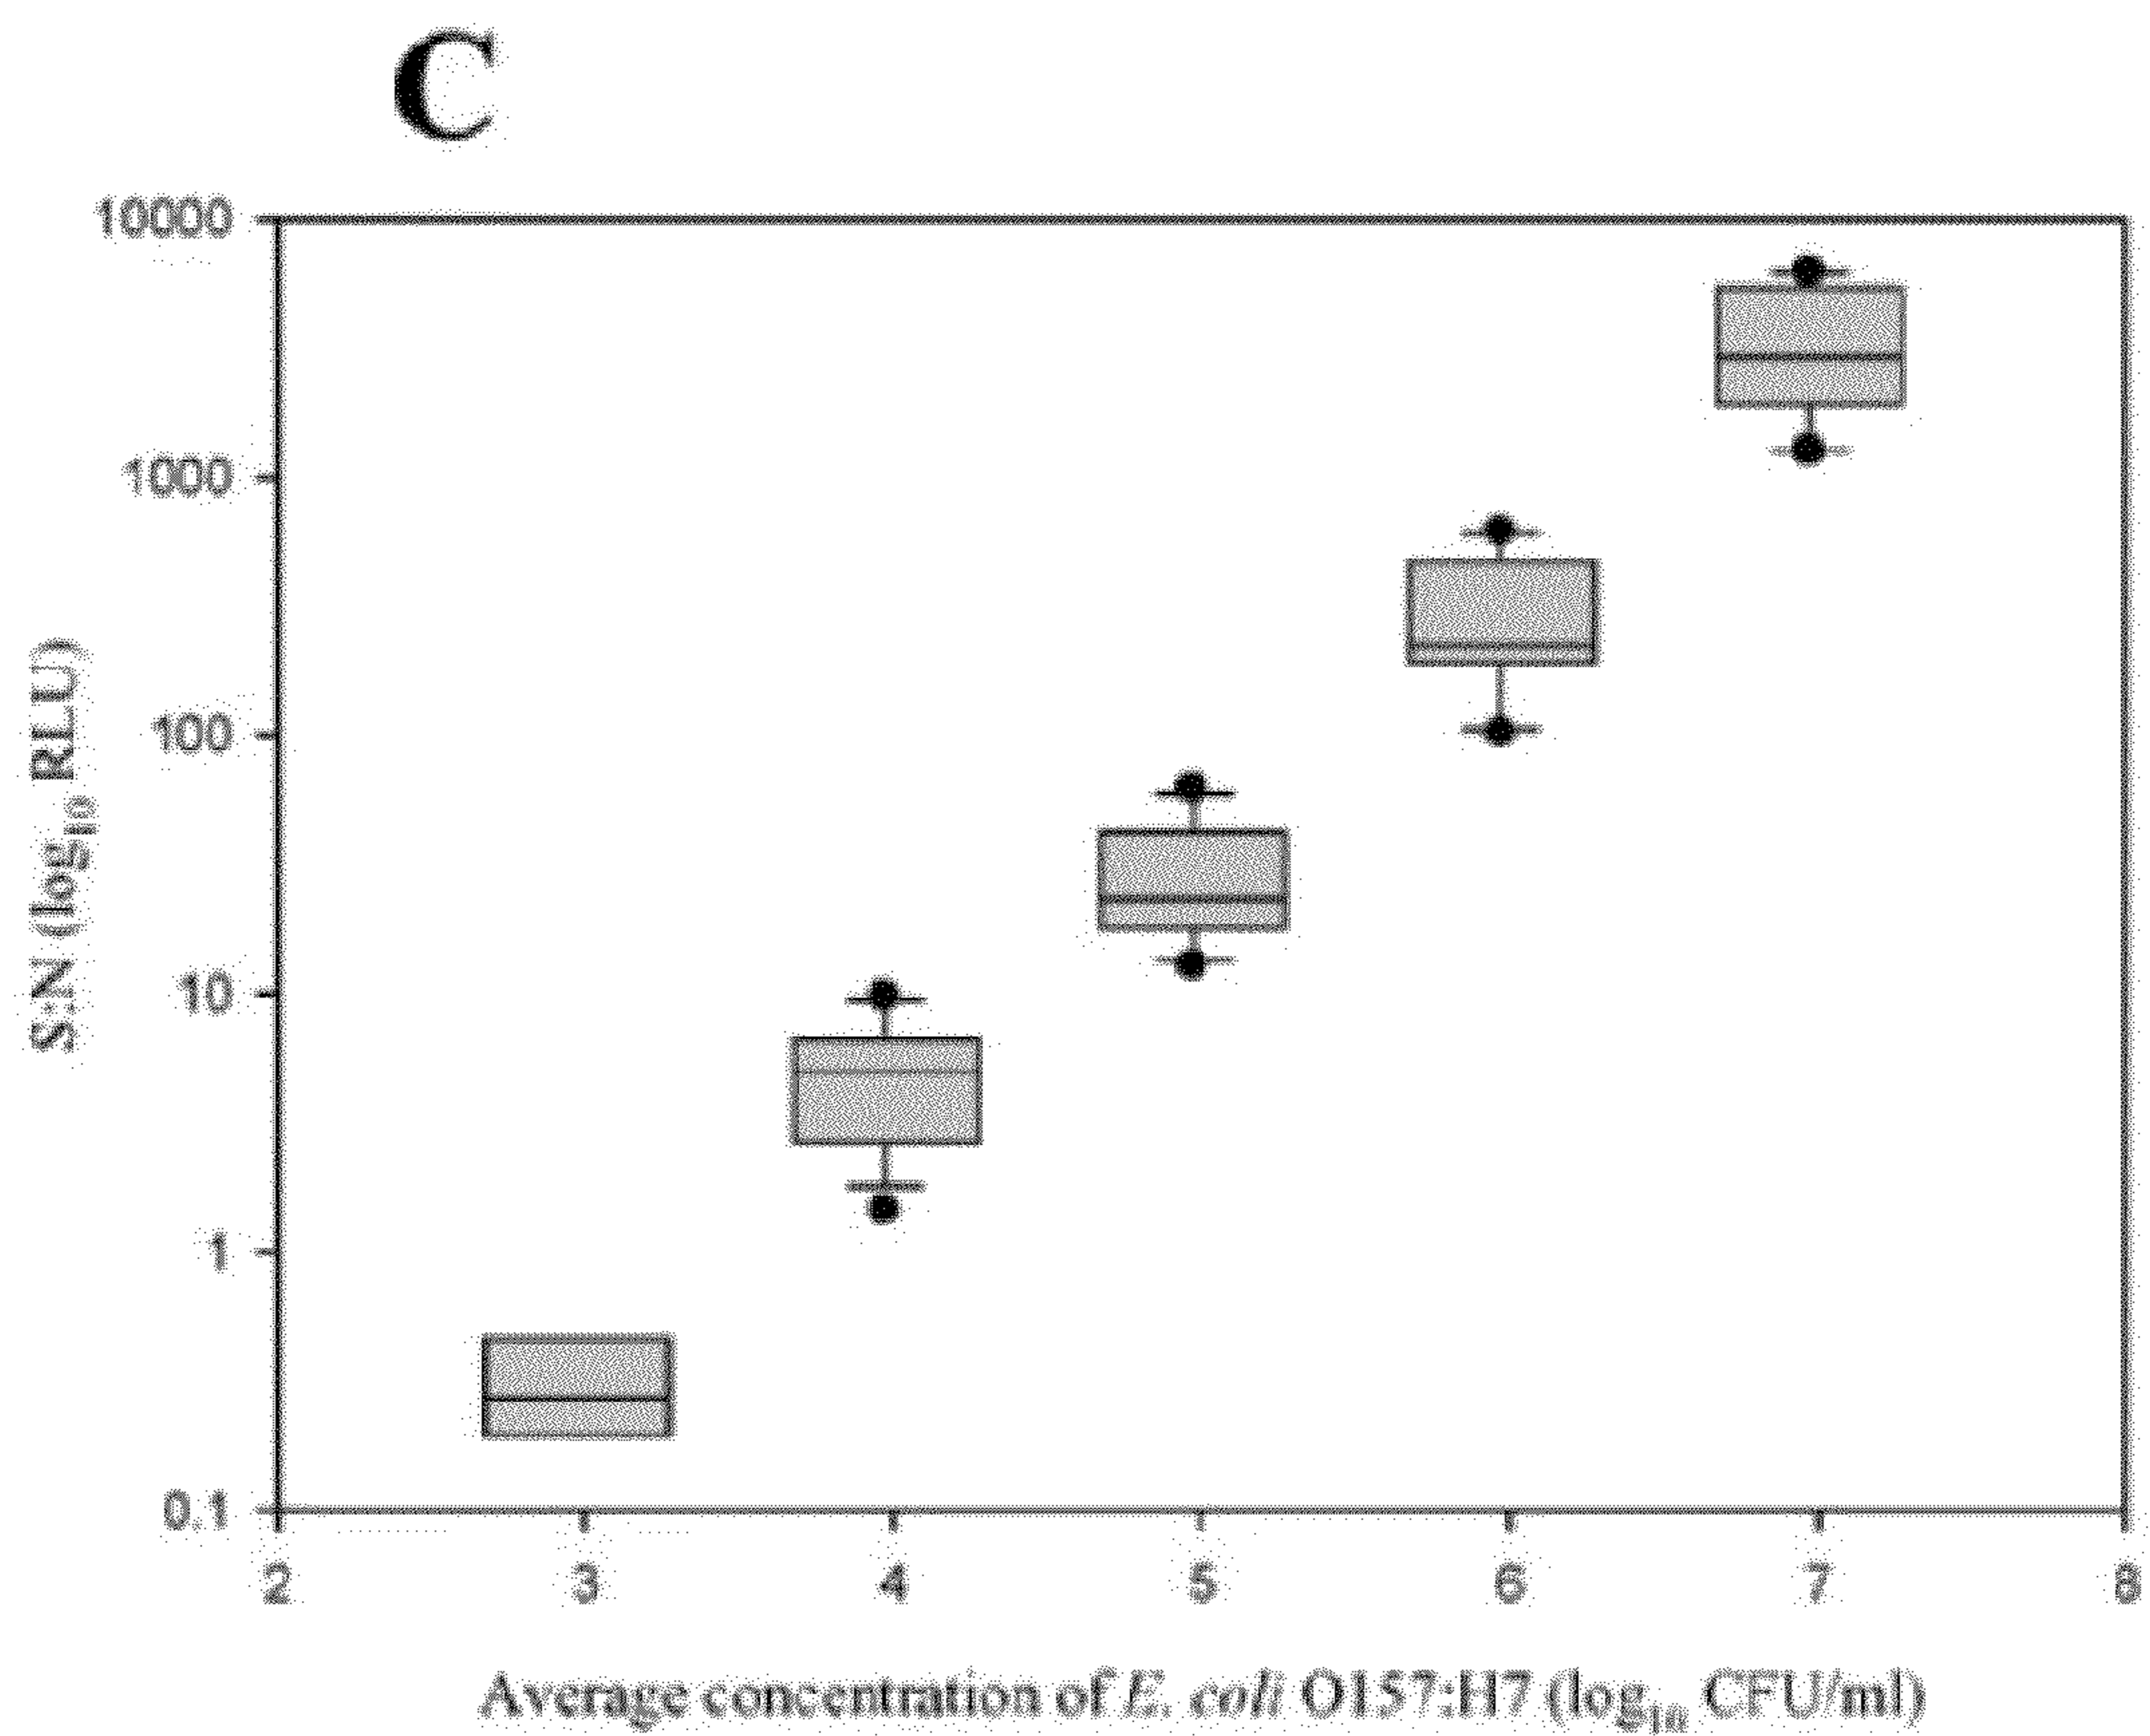 C
10000
1000
100
10
1
0.1
S:N (log10 RLU)
2 3 4 5 6 7 8
Average concentration of E. coli O157:H7 (log10 CFU/ml)